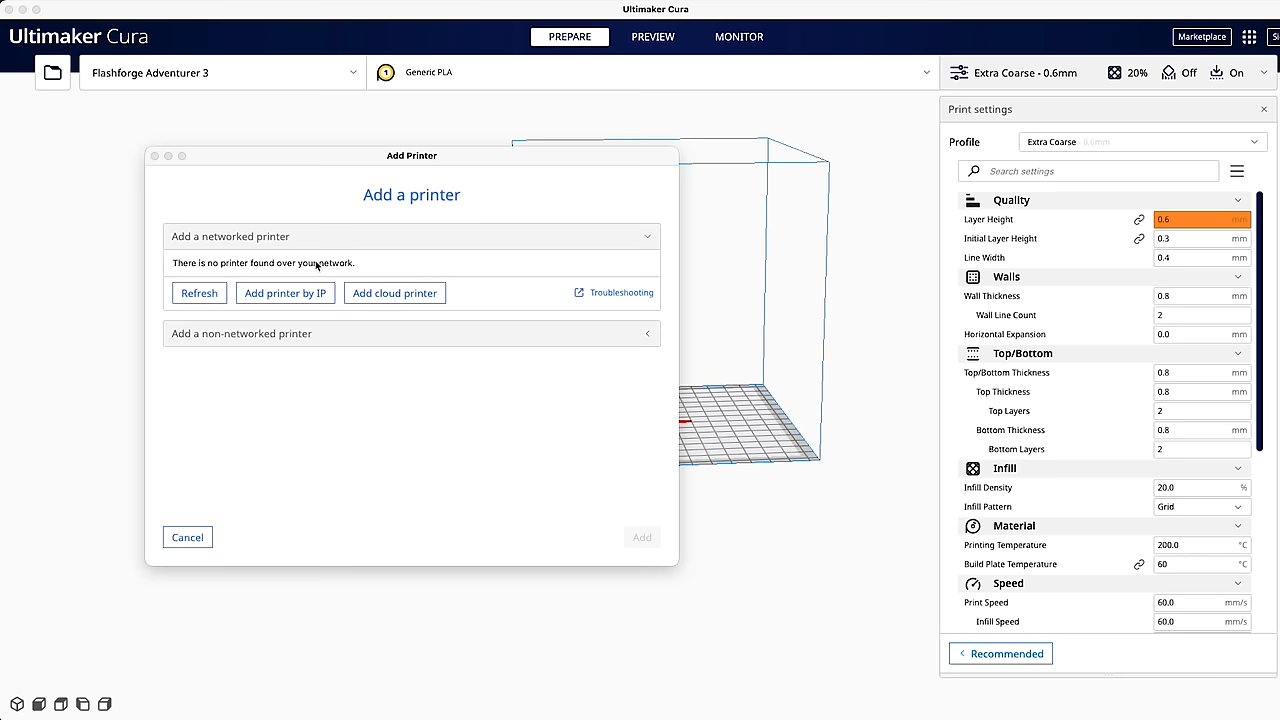 Ultimaker Cura
Ultimaker Cura
PREPARE
PREVIEW
MONITOR
Marketplace
Flashforge Adventurer 3
1
Generic PLA
Extra Coarse - 0.6mm
20%
Off
On
Print settings
Profile
Extra Coarse - 0.6mm
Search settings
Quality
Layer Height
0.6 mm
Initial Layer Height
0.3 mm
Line Width
0.4 mm
Walls
Wall Thickness
0.8 mm
Wall Line Count
2
Horizontal Expansion
0.0 mm
Top/Bottom
Top/Bottom Thickness
0.8 mm
Top Thickness
0.8 mm
Top Layers
2
Bottom Thickness
0.8 mm
Bottom Layers
2
Infill
Infill Density
20.0 %
Infill Pattern
Grid
Material
Printing Temperature
200.0 °C
Build Plate Temperature
60 °C
Speed
Print Speed
60.0 mm/s
Infill Speed
60.0 mm/s
Recommended
Add Printer
Add a printer
Add a networked printer
There is no printer found over your network.
Refresh
Add printer by IP
Add cloud printer
Troubleshooting
Add a non-networked printer
Cancel
Add